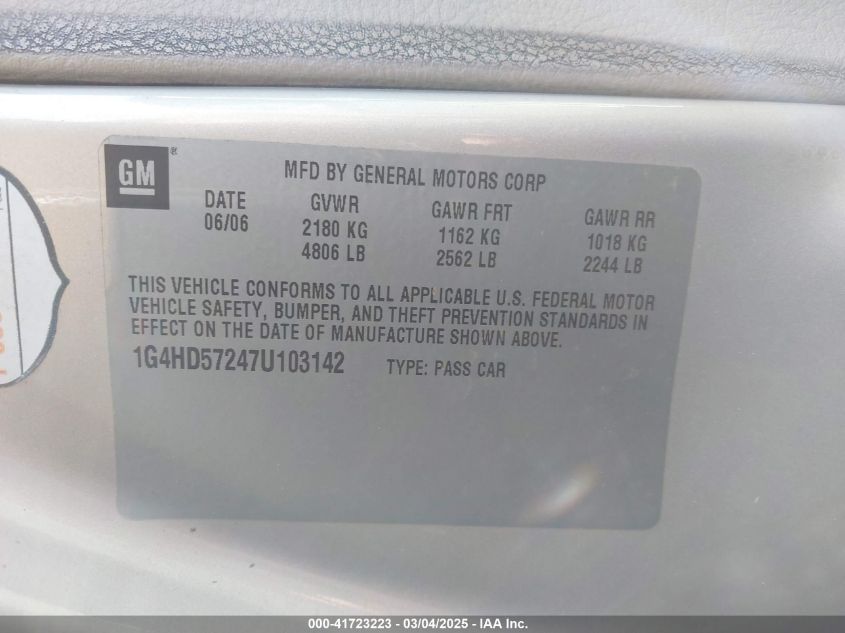 GM
®
MFD BY GENERAL MOTORS CORP
DATE GVWR GAWR FRT GAWR RR
06/06 2180 KG 1162 KG 1018 KG
4806 LB 2562 LB 2244 LB
THIS VEHICLE CONFORMS TO ALL APPLICABLE U.S. FEDERAL MOTOR
VEHICLE SAFETY, BUMPER, AND THEFT PREVENTION STANDARDS IN
EFFECT ON THE DATE OF MANUFACTURE SHOWN ABOVE.
1G4HD57247U103142 TYPE: PASS CAR
000-41723223 - 03/04/2025 - IAA Inc.